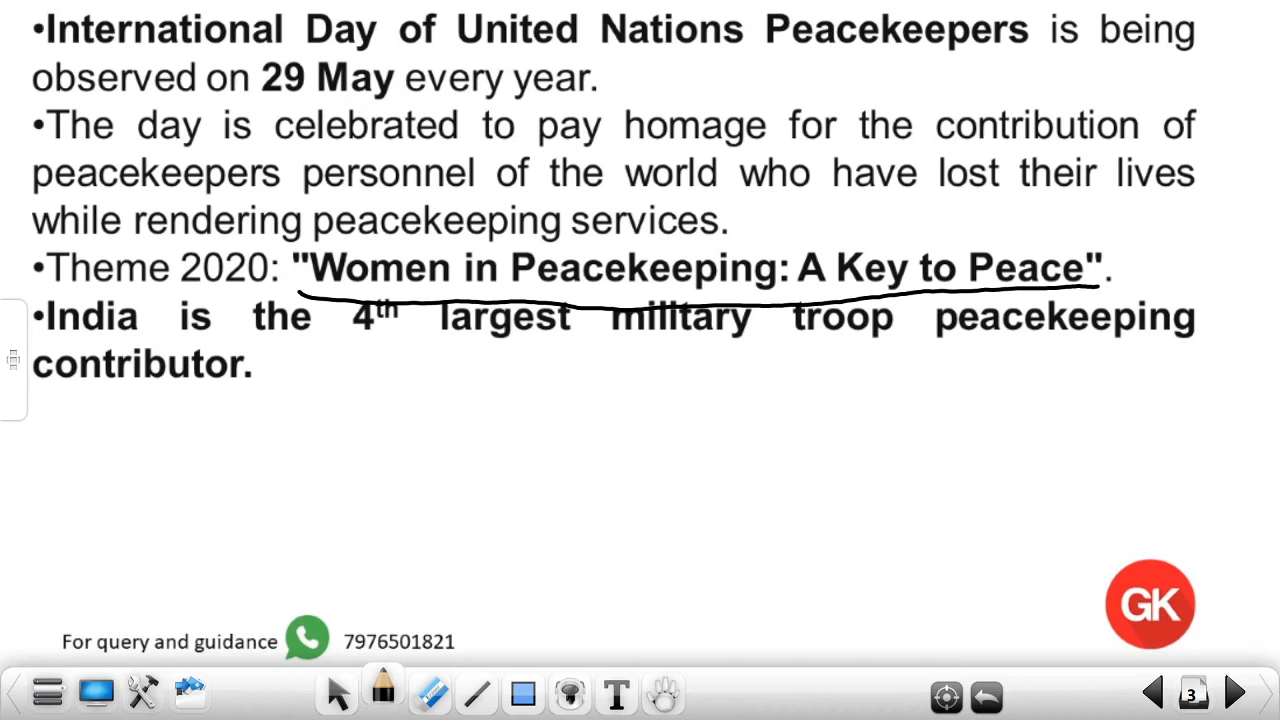 •International Day of United Nations Peacekeepers is being
observed on 29 May every year.
•The day is celebrated to pay homage for the contribution of
peacekeepers personnel of the world who have lost their lives
while rendering peacekeeping services.
•Theme 2020: "Women in Peacekeeping: A Key to Peace".
•India is the 4th largest military troop peacekeeping
contributor.
GK
For query and guidance 7976501821
T
3